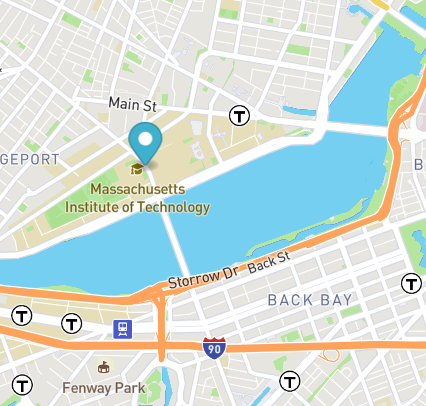 Main St
T
GEPORT
Massachusetts
Institute of Technology
B
Storrow Dr
Back St
BACK BAY
T
T
T
90
Fenway Park
T
T